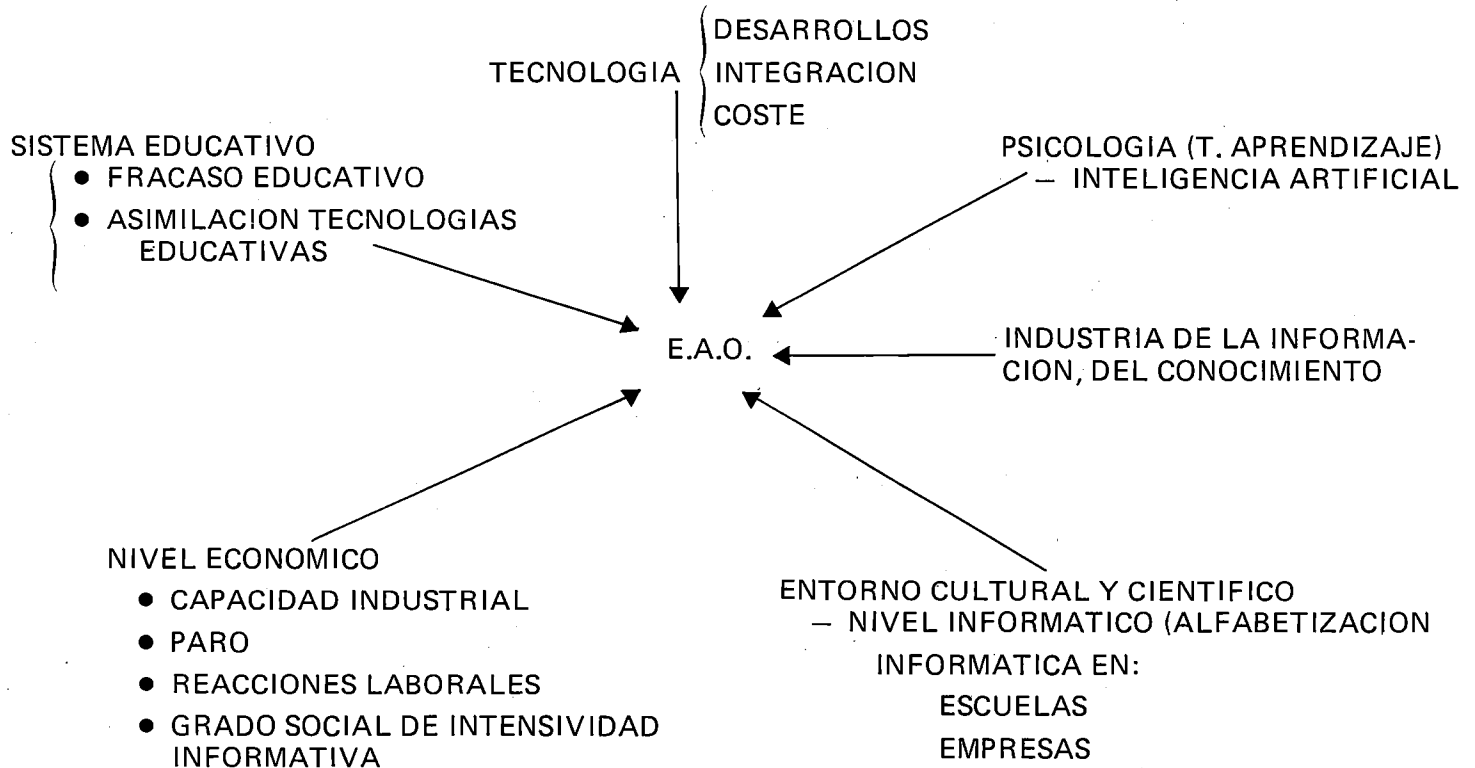 DESARROLLOS
TECNOLOGIA INTEGRACION
COSTE
SISTEMA EDUCATIVO
● FRACASO EDUCATIVO
● ASIMILACION TECNOLOGIAS
EDUCATIVAS
PSICOLOGIA (T. APRENDIZAJE)
— INTELIGENCIA ARTIFICIAL
E.A.O.
INDUSTRIA DE LA INFORMA-
CION, DEL CONOCIMIENTO
NIVEL ECONOMICO
● CAPACIDAD INDUSTRIAL
● PARO
● REACCIONES LABORALES
● GRADO SOCIAL DE INTENSIVIDAD
INFORMATIVA
ENTORNO CULTURAL Y CIENTIFICO
— NIVEL INFORMATICO (ALFABETIZACION
INFORMATICA EN:
ESCUELAS
EMPRESAS